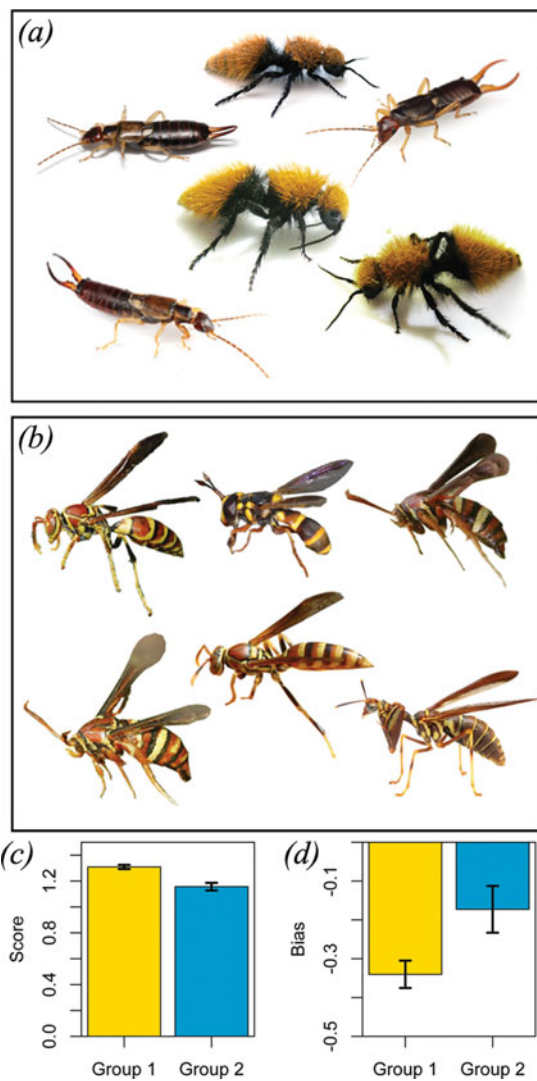 (a)
(b)
(c)
Score
0.0
0.4
0.8
1.2
Group 1
Group 2
(d)
Bias
-0.5
-0.3
-0.1
Group 1
Group 2